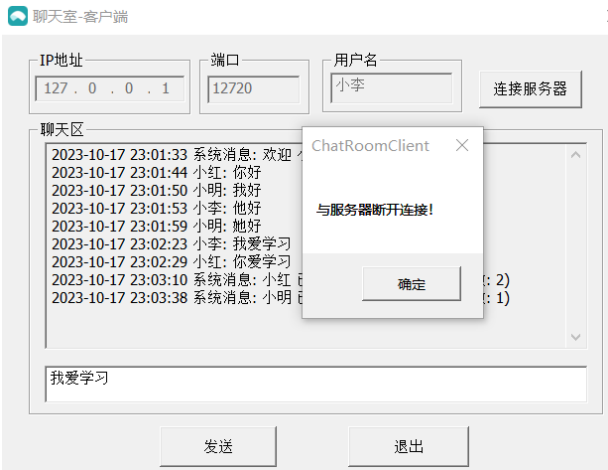 聊天室-客户端
IP地址
端口
用户名
127 . 0 . 0 . 1
12720
小李
连接服务器
聊天区
2023-10-17 23:01:33 系统消息: 欢迎
2023-10-17 23:01:44 小红: 你好
2023-10-17 23:01:50 小明: 我好
2023-10-17 23:01:53 小李: 他好
2023-10-17 23:01:59 小明: 她好
2023-10-17 23:02:23 小李: 我爱学习
2023-10-17 23:02:29 小红: 你爱学习
2023-10-17 23:03:10 系统消息: 小红 : 2)
2023-10-17 23:03:38 系统消息: 小明 : 1)
ChatRoomClient
与服务器断开连接!
确定
我爱学习
发送
退出